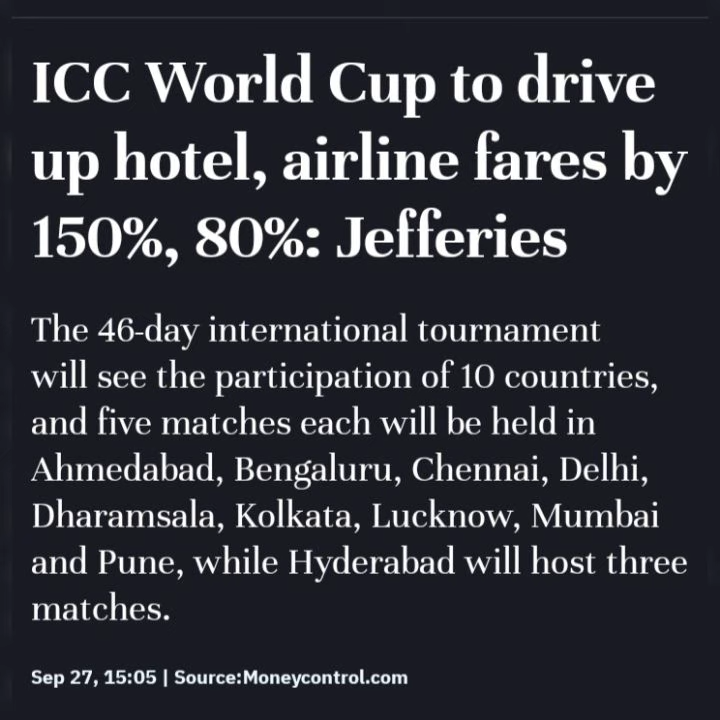 ICC World Cup to drive
up hotel, airline fares by
150%, 80%: Jefferies
The 46-day international tournament
will see the participation of 10 countries,
and five matches each will be held in
Ahmedabad, Bengaluru, Chennai, Delhi,
Dharamsala, Kolkata, Lucknow, Mumbai
and Pune, while Hyderabad will host three
matches.
Sep 27, 15:05 | Source:Moneycontrol.com